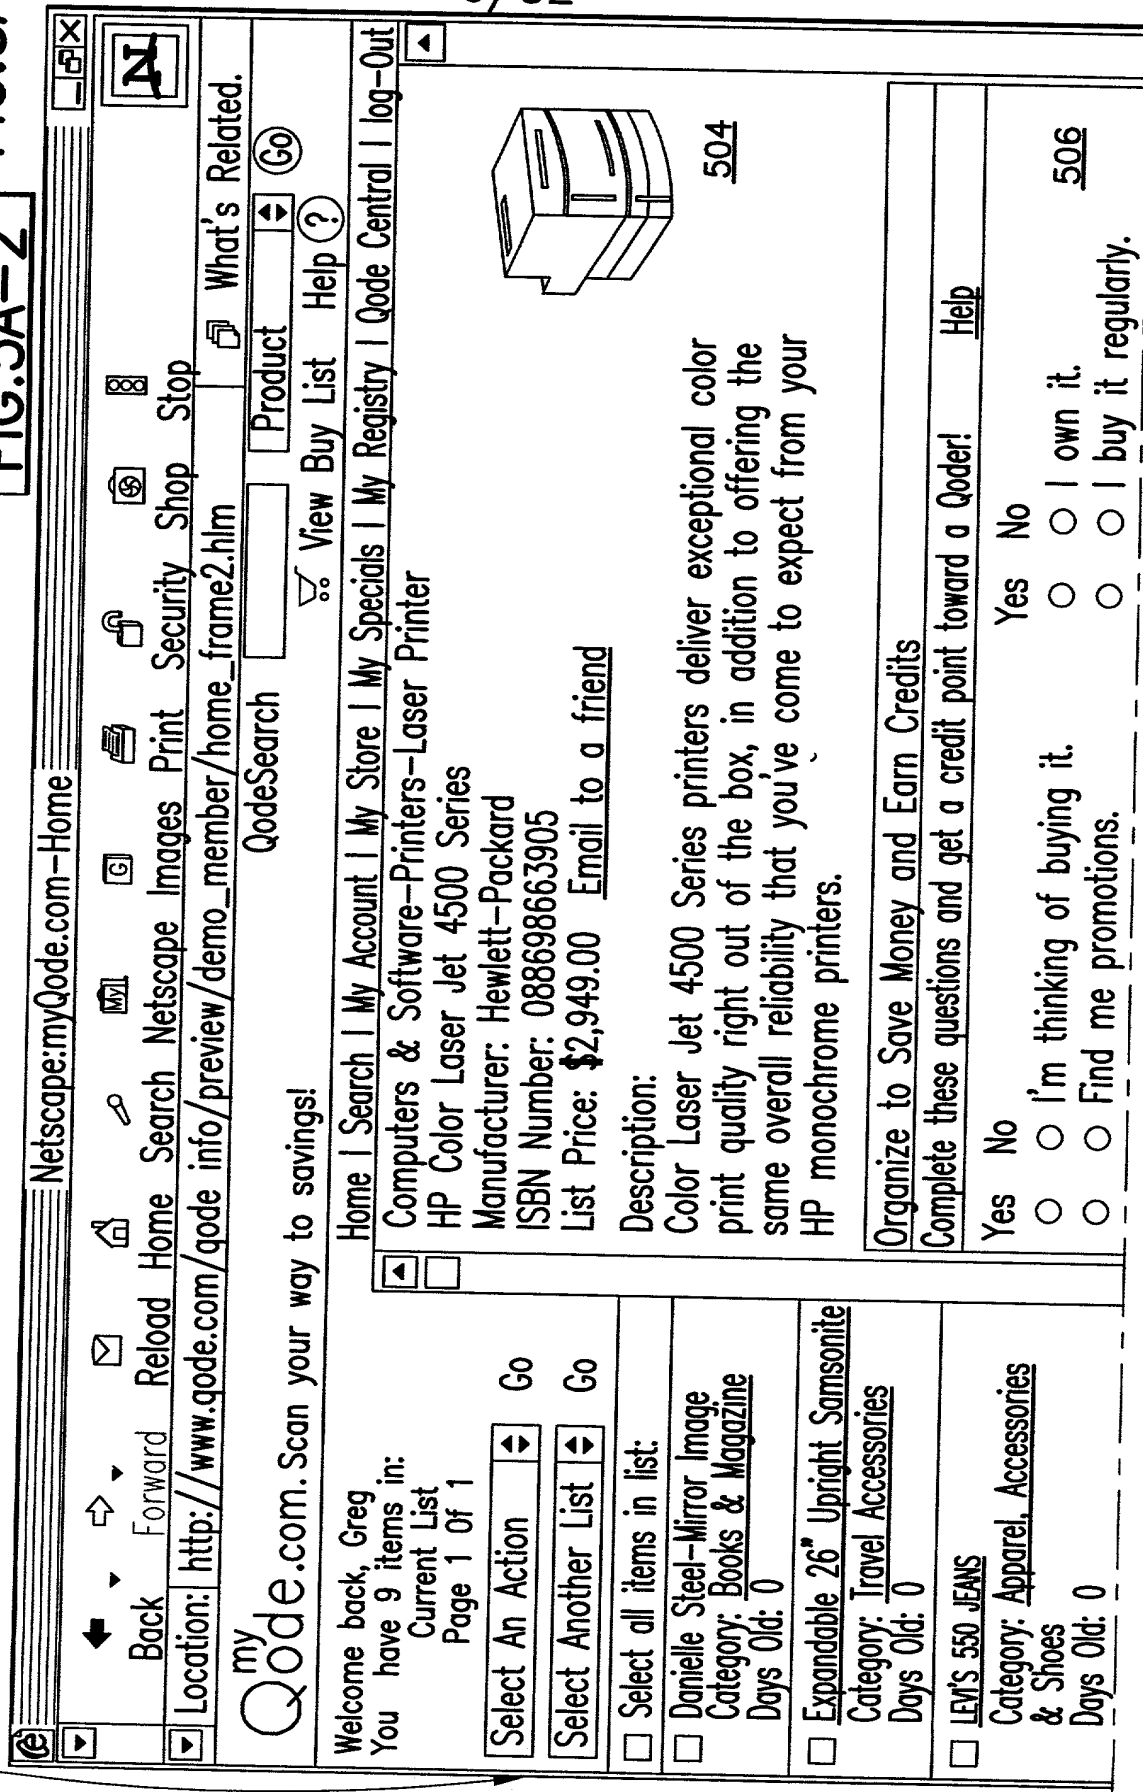 FIG.5A-2
Netscape:myQode.com-Home
Back Forward Reload Home Search Netscape Images Print Security Shop Stop
My
G
N
Location: http://www.qode.com/qode info/preview/demo_member/home_frame2.hlm
What's Related.
my
Qode.com. Scan your way to savings!
QodeSearch
Product
Go
View Buy List Help ?
Home | Search | My Account | My Store | My Specials | My Registry | Qode Central | log-Out
Welcome back, Greg
You have 9 items in:
Current List
Page 1 Of 1
Select An Action Go
Select Another List Go
Select all items in list:
Danielle Steel-Mirror Image
Category: Books & Magazine
Days Old: 0
Expandable 26" Upright Samsonite
Category: Travel Accessories
Days Old: 0
LEVI'S 550 JEANS
Category: Apparel, Accessories
& Shoes
Days Old: 0
Computers & Software-Printers-Laser Printer
HP Color Laser Jet 4500 Series
Manufacturer: Hewlett-Packard
ISBN Number: 088698663905
List Price: $2,949.00 Email to a friend
Description:
Color Laser Jet 4500 Series printers deliver exceptional color
print quality right out of the box, in addition to offering the
same overall reliability that you've come to expect from your
HP monochrome printers.
504
Organize to Save Money and Earn Credits
Complete these questions and get a credit point toward a Qoder! Help
Yes No Yes No
I'm thinking of buying it. I own it.
Find me promotions. I buy it regularly.
506